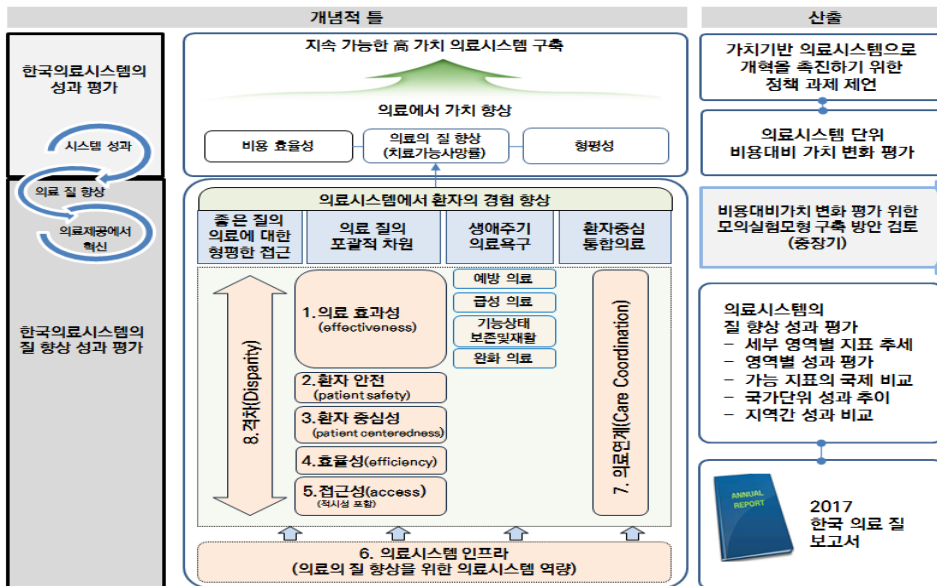 개념적 틀
산출
한국의료시스템의
성과 평가
시스템 성과
의료 질 향상
의료제공에서
혁신
한국의료시스템의
질 향상 성과 평가
지속 가능한 高 가치 의료시스템 구축
의료에서 가치 향상
비용 효율성
의료의 질 향상
(치료가능사망률)
형평성
의료시스템에서 환자의 경험 향상
좋은 질의
의료에 대한
형평한 접근
의료 질의
포괄적 차원
생애주기
의료욕구
환자중심
통합의료
8.격차(Disparity)
1.의료 효과성
(effectiveness)
2.환자 안전
(patient safety)
3.환자 중심성
(patient centeredness)
4.효율성(efficiency)
5.접근성(access)
(적시성 포함)
예방 의료
급성 의료
기능상태
보존및재활
완화 의료
7. 의료연계(Care Coordination)
6. 의료시스템 인프라
(의료의 질 향상을 위한 의료시스템 역량)
가치기반 의료시스템으로
개혁을 촉진하기 위한
정책 과제 제언
의료시스템 단위
비용대비 가치 변화 평가
비용대비가치 변화 평가 위한
모의실험모형 구축 방안 검토
(중장기)
의료시스템의
질 향상 성과 평가
- 세부 영역별 지표 추세
- 영역별 성과 평가
- 가능 지표의 국제 비교
- 국가단위 성과 추이
- 지역간 성과 비교
ANNUAL
REPORT
2017
한국 의료 질
보고서